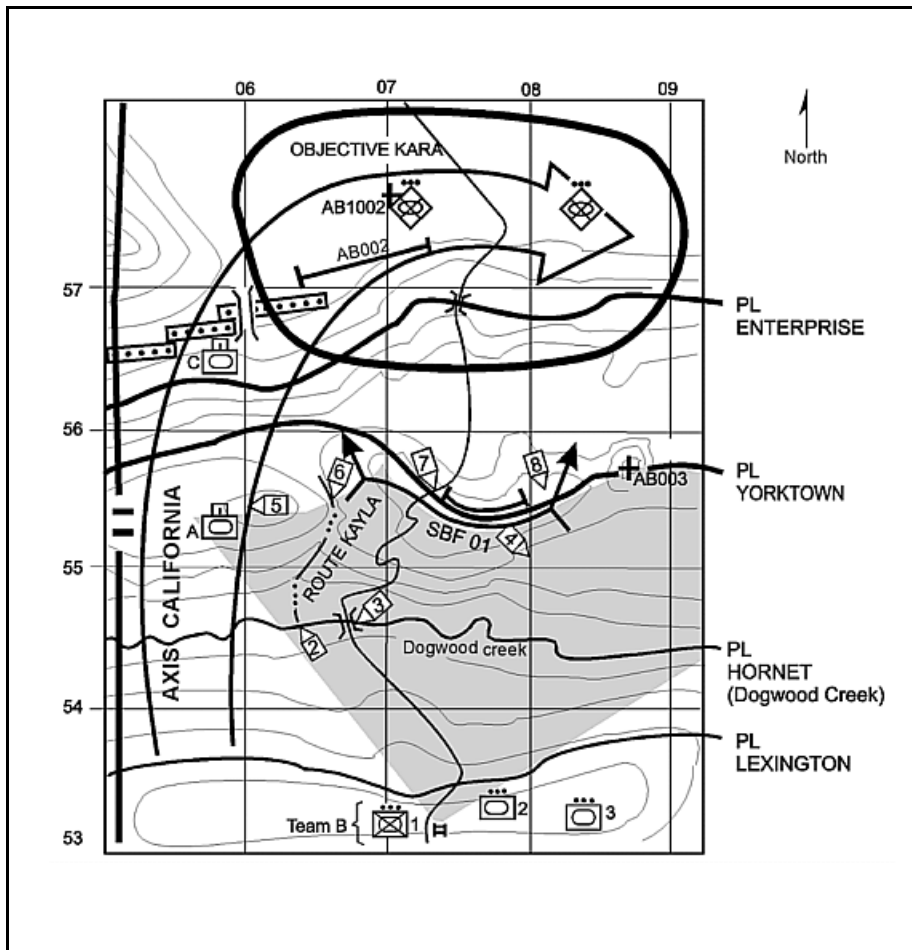 06 07 08 09
North
OBJECTIVE KARA
AB1002
AB002
57
PL
ENTERPRISE
C
56
6
7
8
AB003
PL
YORKTOWN
AXIS CALIFORNIA
A
5
SBF 01
4
55
ROUTE KAYLA
3
2
Dogwood creek
PL
HORNET
(Dogwood Creek)
54
PL
LEXINGTON
Team B
1
2
3
53